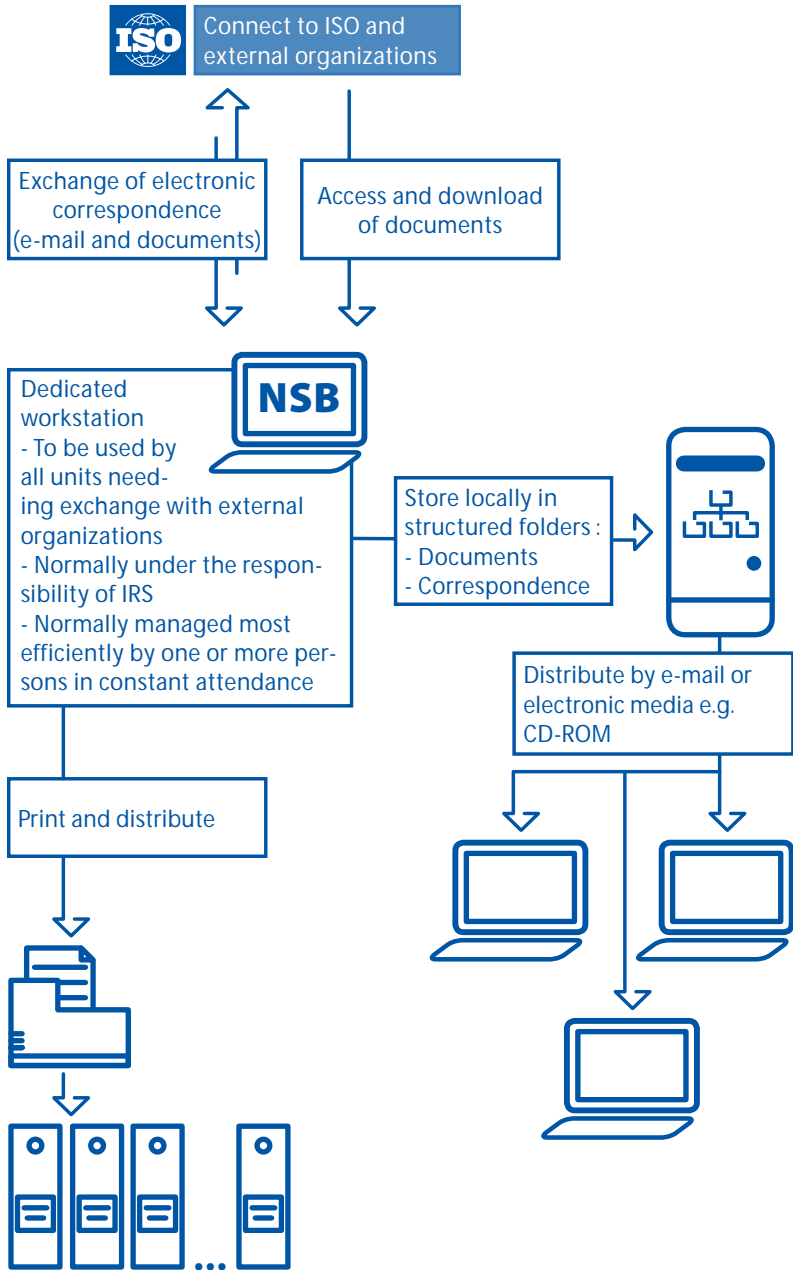 ISO
Connect to ISO and
external organizations
Exchange of electronic
correspondence
(e-mail and documents)
Access and download
of documents
NSB
Dedicated
workstation
- To be used by
all units need-
ing exchange with external
organizations
- Normally under the respon-
sibility of IRS
- Normally managed most
efficiently by one or more per-
sons in constant attendance
Store locally in
structured folders :
- Documents
- Correspondence
Distribute by e-mail or
electronic media e.g.
CD-ROM
Print and distribute
...